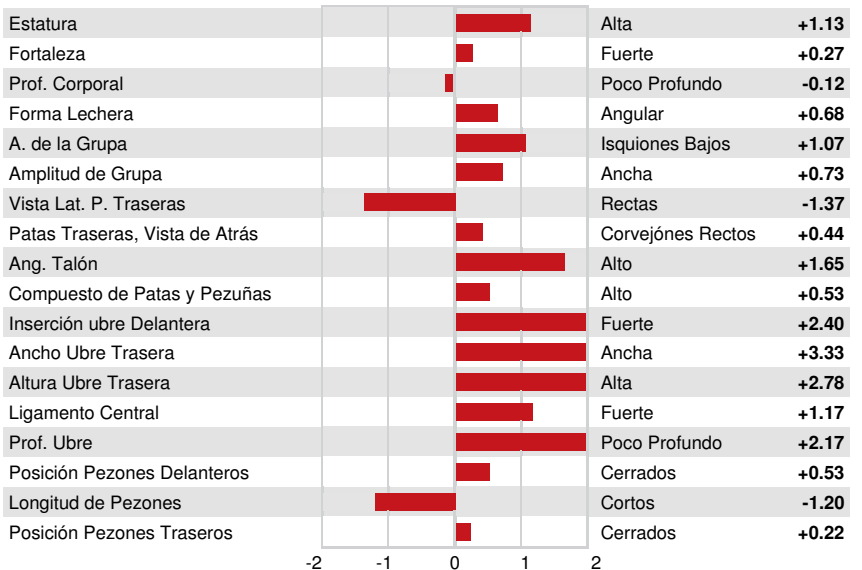 Estatura Alta +1.13
Fortaleza Fuerte +0.27
Prof. Corporal Poco Profundo -0.12
Forma Lechera Angular +0.68
A. de la Grupa Isquiones Bajos +1.07
Amplitud de Grupa Ancha +0.73
Vista Lat. P. Traseras Rectas -1.37
Patas Traseras, Vista de Atrás Corvejónes Rectos +0.44
Ang. Talón Alto +1.65
Compuesto de Patas y Pezuñas Alto +0.53
Inserción ubre Delantera Fuerte +2.40
Ancho Ubre Trasera Ancha +3.33
Altura Ubre Trasera Alta +2.78
Ligamento Central Fuerte +1.17
Prof. Ubre Poco Profundo +2.17
Posición Pezones Delanteros Cerrados +0.53
Longitud de Pezones Cortos -1.20
Posición Pezones Traseros Cerrados +0.22
-2 -1 0 1 2